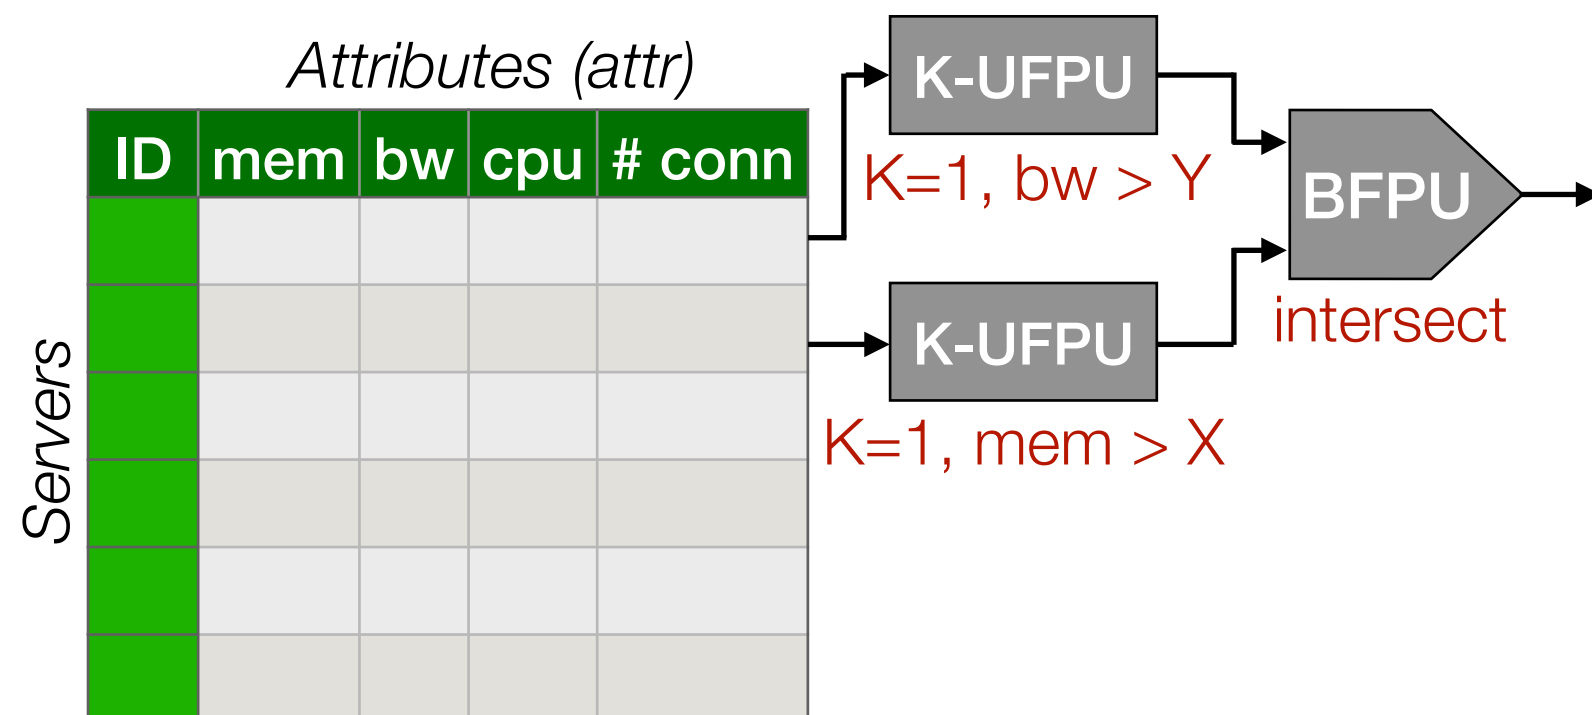 Attributes (attr)
ID mem bw cpu # conn
Servers
K-UFPU
K=1, bw > Y
K-UFPU
K=1, mem > X
BFPU
intersect